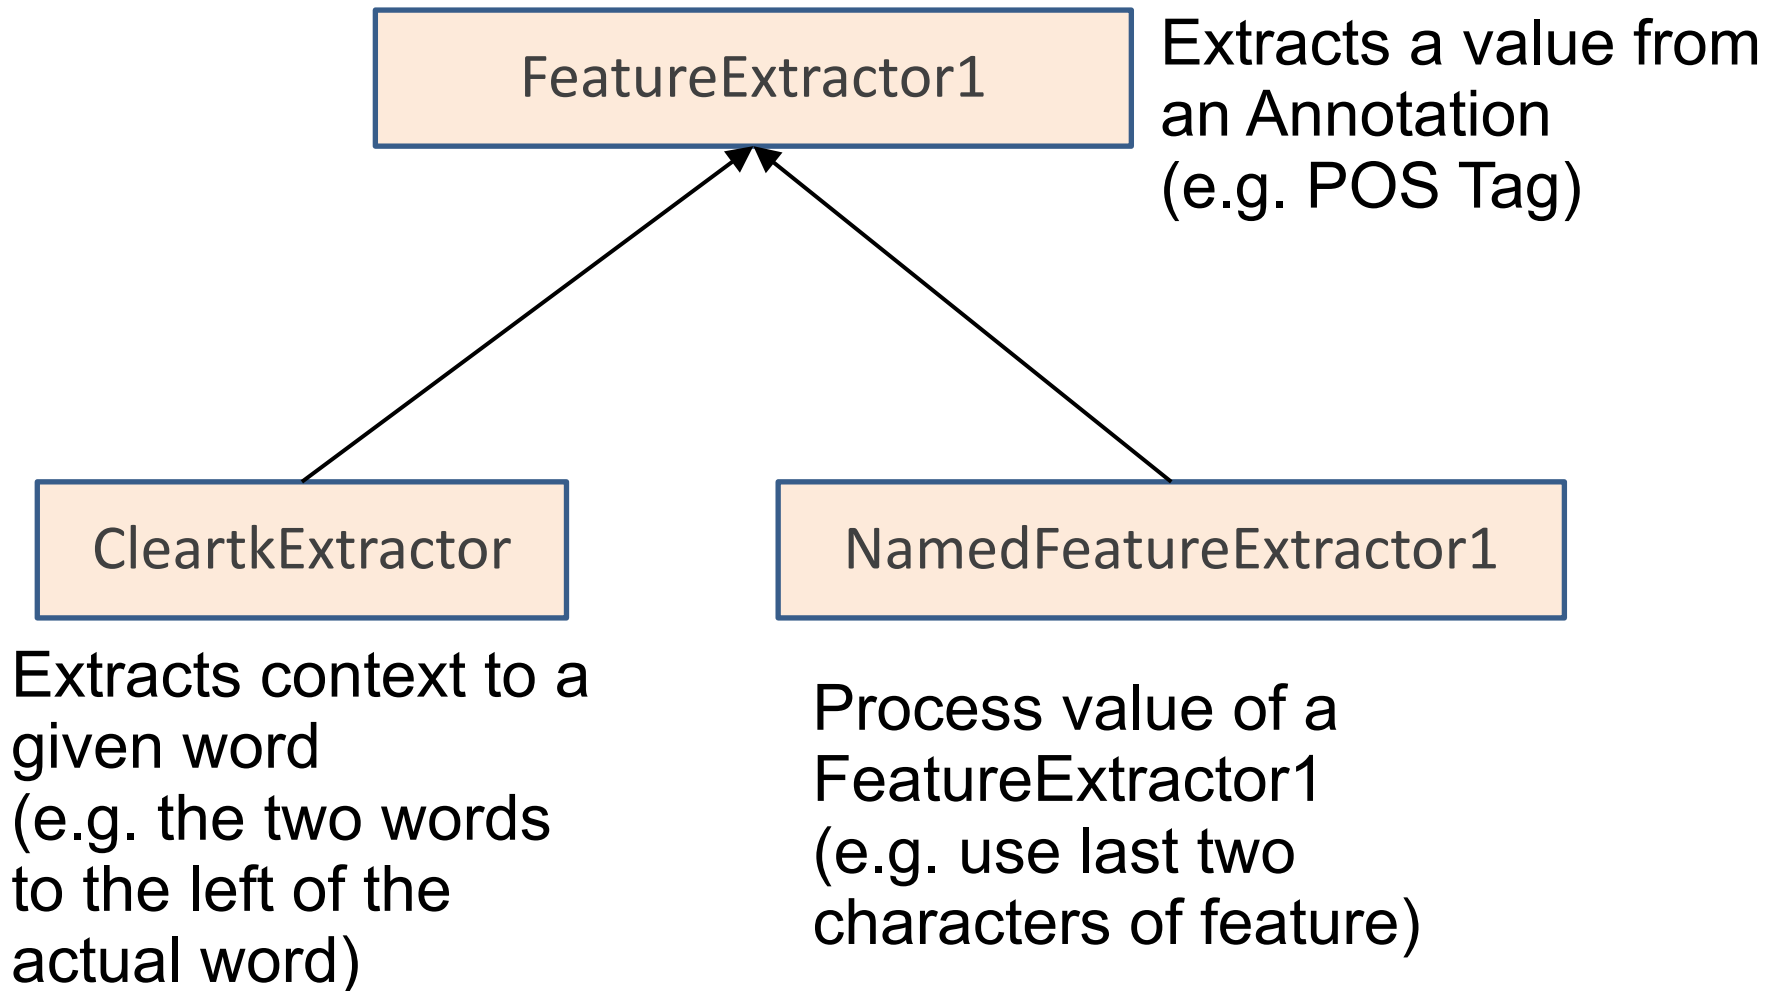 FeatureExtractor1
Extracts a value from
an Annotation
(e.g. POS Tag)
CleartkExtractor
NamedFeatureExtractor1
Extracts context to a
given word
(e.g. the two words
to the left of the
actual word)
Process value of a
FeatureExtractor1
(e.g. use last two
characters of feature)